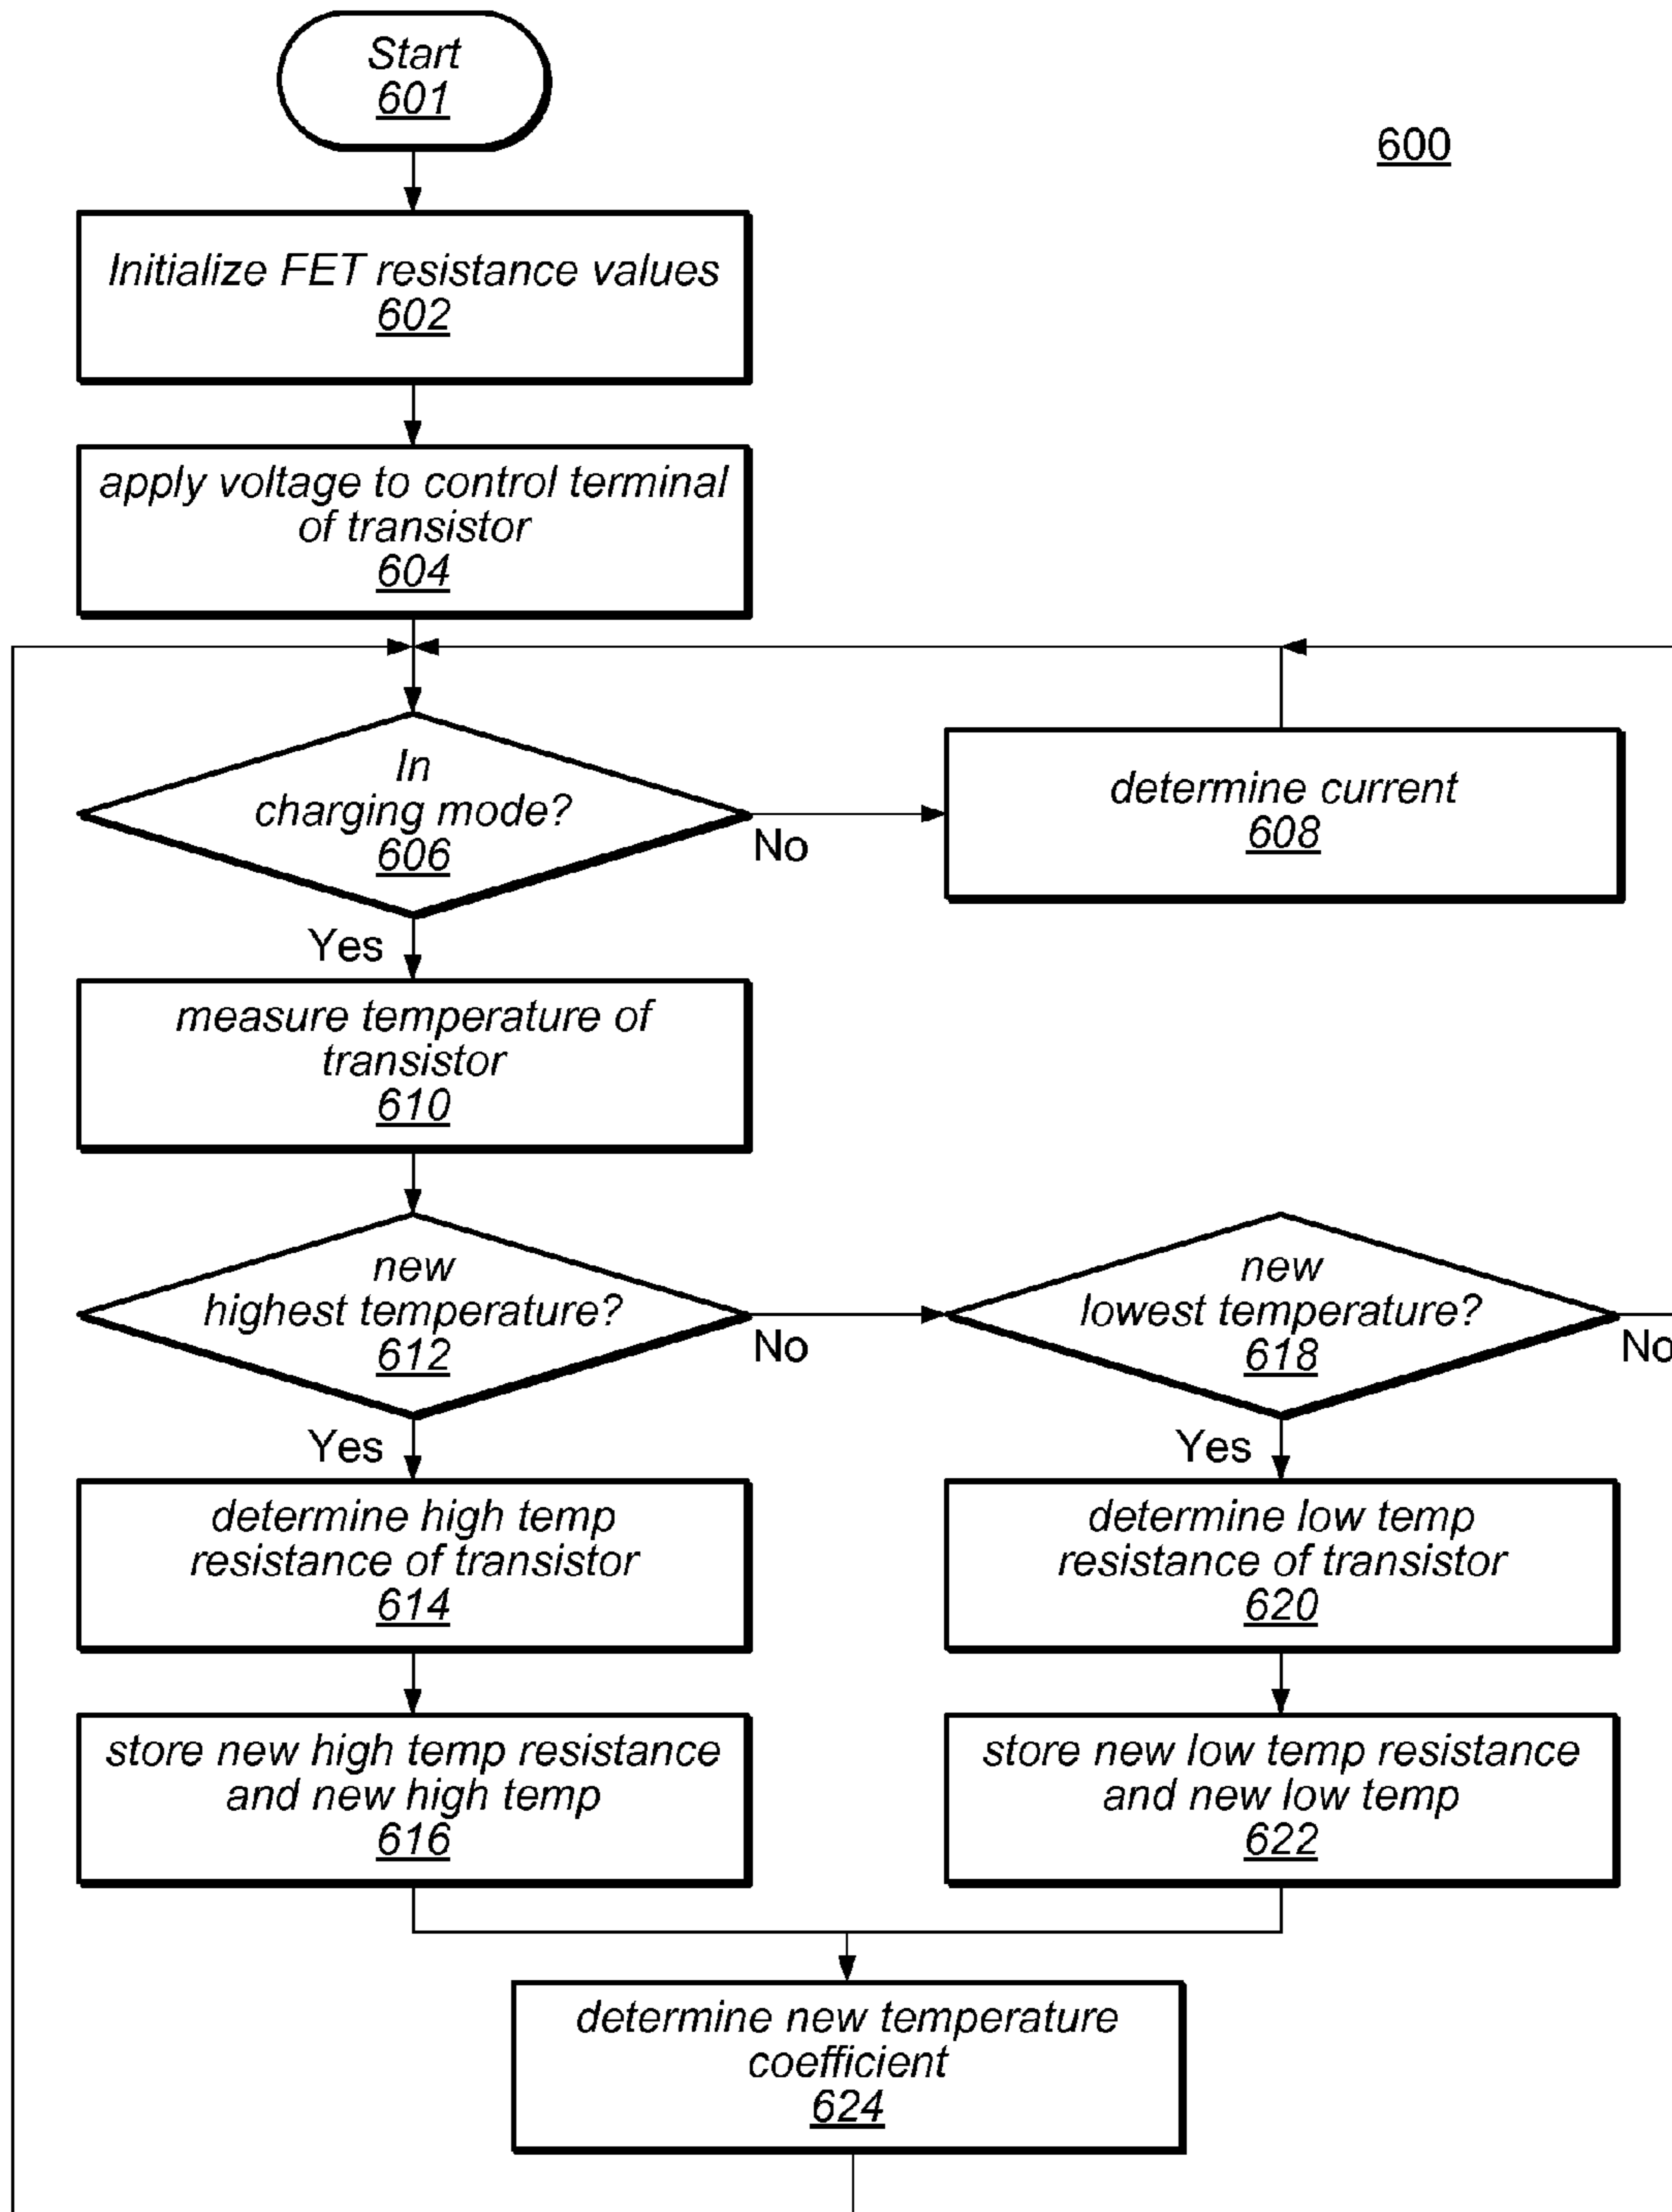 Start
601
600
Initialize FET resistance values
602
apply voltage to control terminal
of transistor
604
In
charging mode?
606
No
determine current
608
Yes
measure temperature of
transistor
610
new
highest temperature?
612
No
new
lowest temperature?
618
No
Yes
determine high temp
resistance of transistor
614
Yes
determine low temp
resistance of transistor
620
store new high temp resistance
and new high temp
616
store new low temp resistance
and new low temp
622
determine new temperature
coefficient
624